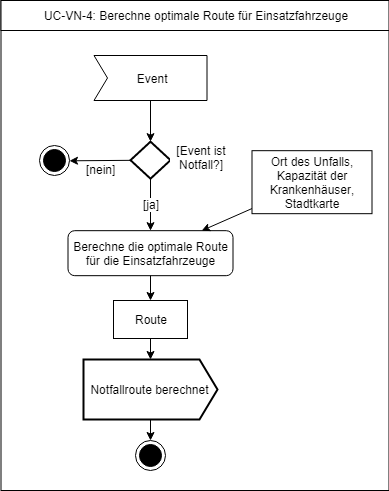 UC-VN-4: Berechne optimale Route für Einsatzfahrzeuge
Event
[Event ist
Notfall?]
[nein]
Ort des Unfalls,
Kapazität der
Krankenhäuser,
Stadtkarte
[ja]
Berechne die optimale Route
für die Einsatzfahrzeuge
Route
Notfallroute berechnet